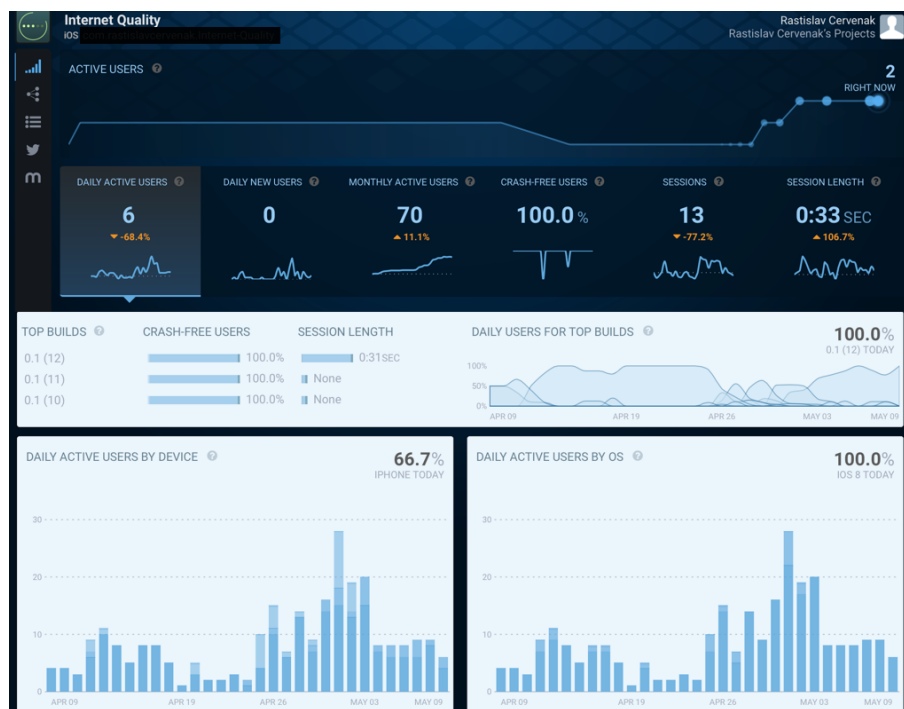 Internet Quality
iOS com.rastislavcervenak.Internet-Quality
Rastislav Cervenak
Rastislav Cervenak's Projects
ACTIVE USERS ?
2
RIGHT NOW
m
DAILY ACTIVE USERS ?
6
-68.4%
DAILY NEW USERS ?
0
MONTHLY ACTIVE USERS ?
70
11.1%
CRASH-FREE USERS ?
100.0 %
SESSIONS ?
13
-77.2%
SESSION LENGTH ?
0:33 SEC
106.7%
TOP BUILDS ? CRASH-FREE USERS SESSION LENGTH
0.1 (12) 100.0% 0:31SEC
0.1 (11) 100.0% None
0.1 (10) 100.0% None
DAILY USERS FOR TOP BUILDS ?
100.0%
0.1 (12) TODAY
100%
50%
0%
APR 09 APR 19 APR 26 MAY 03 MAY 09
DAILY ACTIVE USERS BY DEVICE ?
66.7%
IPHONE TODAY
30
20
10
0
APR 09 APR 19 APR 26 MAY 03 MAY 09
DAILY ACTIVE USERS BY OS ?
100.0%
IOS 8 TODAY
30
20
10
0
APR 09 APR 19 APR 26 MAY 03 MAY 09